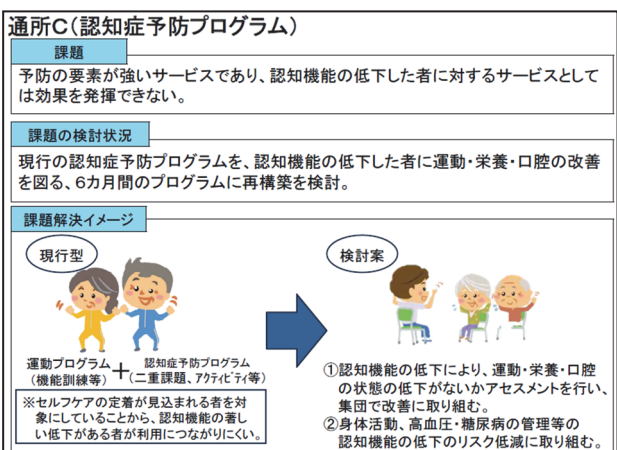 通所C(認知症予防プログラム)
課題
予防の要素が強いサービスであり、認知機能の低下した者に対するサービスとして
は効果を発揮できない。
課題の検討状況
現行の認知症予防プログラムを、認知機能の低下した者に運動・栄養・口腔の改善
を図る、6カ月間のプログラムに再構築を検討。
課題解決イメージ
現行型
運動プログラム
(機能訓練等)
+
認知症予防プログラム
(二重課題、アクティビティ等)
※セルフケアの定着が見込まれる者を対
象にしていることから、認知機能の著し
い低下がある者が利用につながりにくい。
検討案
①認知機能の低下により、運動・栄養・口腔
の状態の低下がないかアセスメントを行い、
集団で改善に取り組む。
②身体活動、高血圧・糖尿病の管理等の
認知機能の低下のリスク低減に取り組む。